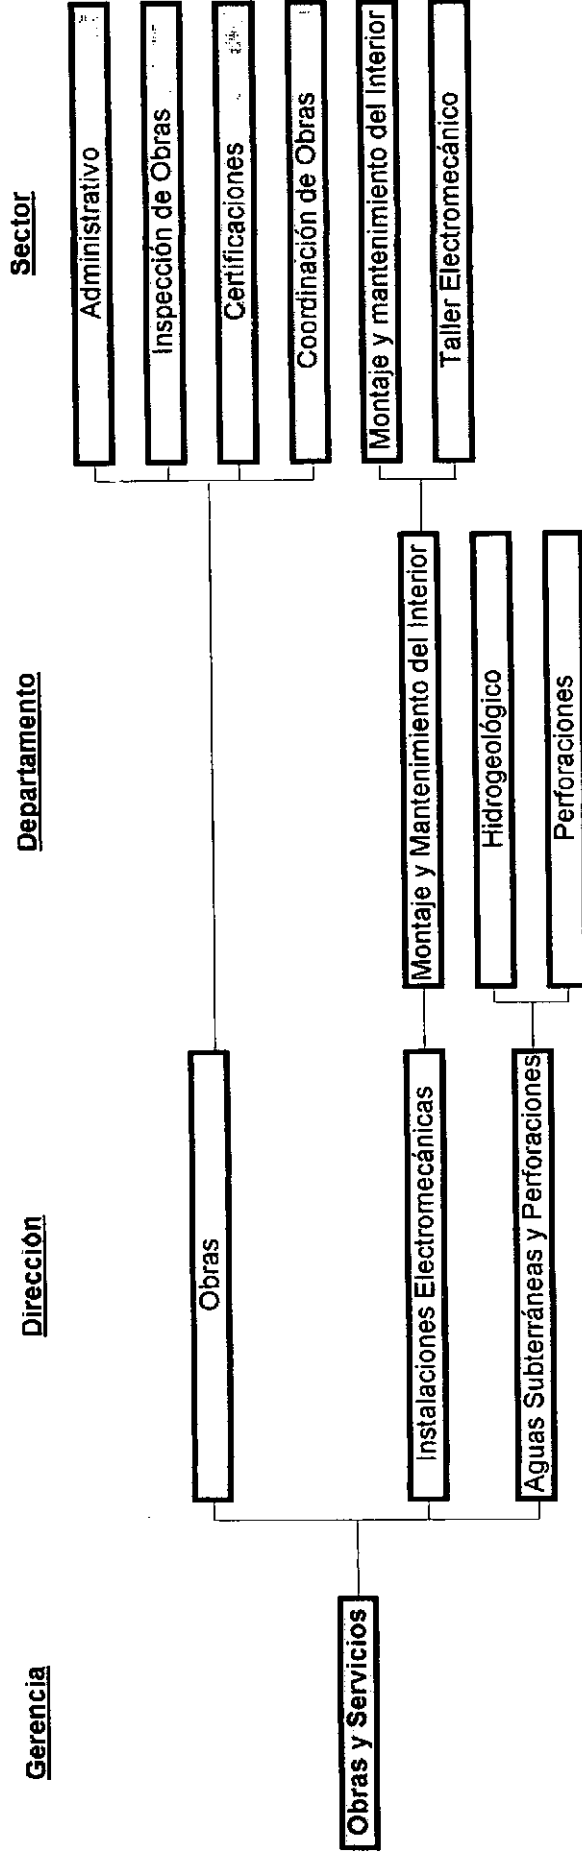 Gerencia
Dirección
Departamento
Sector
Obras y Servicios
Obras
Administrativo
Inspección de Obras
Certificaciones
Coordinación de Obras
Instalaciones Electromecánicas
Montaje y Mantenimiento del Interior
Montaje y mantenimiento del Interior
Taller Electromecánico
Aguas Subterráneas y Perforaciones
Hidrogeológico
Perforaciones